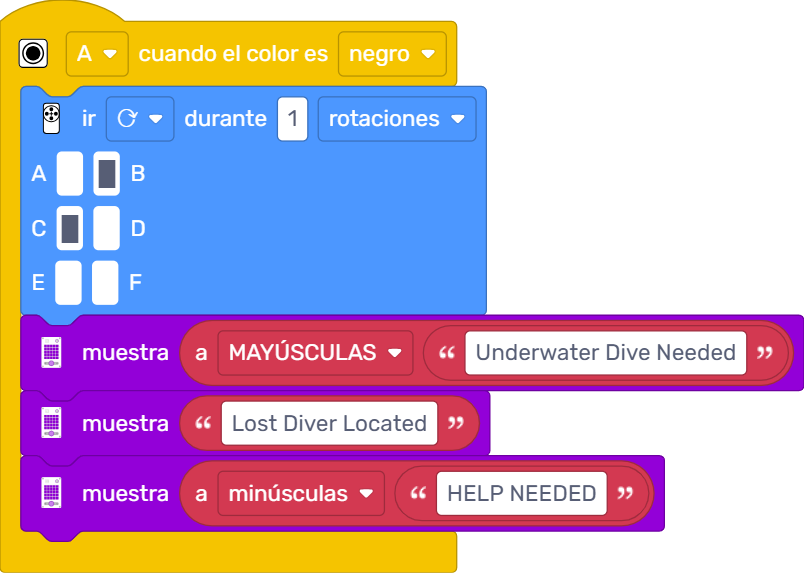 A cuando el color es negro
ir durante 1 rotaciones
A B
C D
E F
muestra a MAYÚSCULAS “ Underwater Dive Needed ”
muestra “ Lost Diver Located ”
muestra a minúsculas “ HELP NEEDED ”